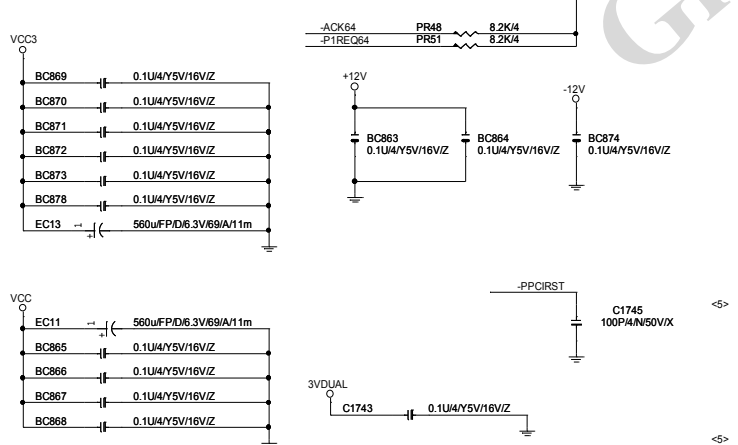 -ACK64 PR48 8.2K/4
-P1REQ64 PR51 8.2K/4
VCC3
BC869 0.1U/4/Y5V/16V/Z
BC870 0.1U/4/Y5V/16V/Z
BC871 0.1U/4/Y5V/16V/Z
BC872 0.1U/4/Y5V/16V/Z
BC873 0.1U/4/Y5V/16V/Z
BC878 0.1U/4/Y5V/16V/Z
EC13 1 + 560u/FP/D/6.3V/69/A/11m
+12V
BC863
0.1U/4/Y5V/16V/Z
BC864
0.1U/4/Y5V/16V/Z
-12V
BC874
0.1U/4/Y5V/16V/Z
VCC
EC11 1 + 560u/FP/D/6.3V/69/A/11m
BC865 0.1U/4/Y5V/16V/Z
BC866 0.1U/4/Y5V/16V/Z
BC867 0.1U/4/Y5V/16V/Z
BC868 0.1U/4/Y5V/16V/Z
-PPCIRST
C1745
100P/4/N/50V/X
<5>
3VDUAL
C1743 0.1U/4/Y5V/16V/Z
<5>